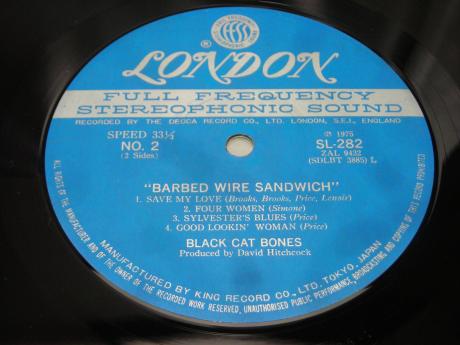 ffss
® LONDON
FULL FREQUENCY
STEREOPHONIC SOUND
RECORDED BY THE DECCA RECORD CO., LTD. LONDON, S.E.I., ENGLAND
SPEED 33⅓ ℗ 1975
NO. 2 SL-282
(2 Sides) ZAL 9432
(SDLBT 3885) L
"BARBED WIRE SANDWICH"
1. SAVE MY LOVE (Brooks, Brooks, Price, Lensir)
2. FOUR WOMEN (Simone)
3. SYLVESTER'S BLUES (Price)
4. GOOD LOOKIN' WOMAN (Price)
BLACK CAT BONES
Produced by David Hitchcock
MANUFACTURED BY KING RECORD CO., LTD. TOKYO, JAPAN
ALL RIGHTS OF THE MANUFACTURER AND OF THE OWNER OF THE RECORDED WORK RESERVED, UNAUTHORISED PUBLIC PERFORMANCE, BROADCASTING AND COPYING OF THIS RECORD PROHIBITED